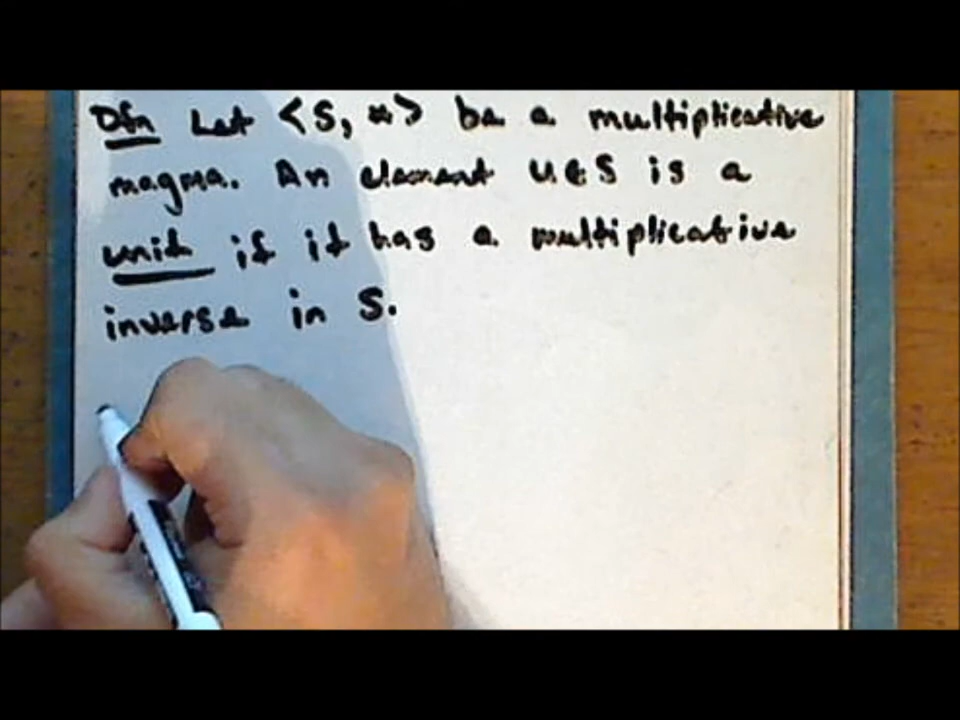 Dfn Let <S, *> be a multiplicative
magma. An element u∈S is a
unit if it has a multiplicative
inverse in S.